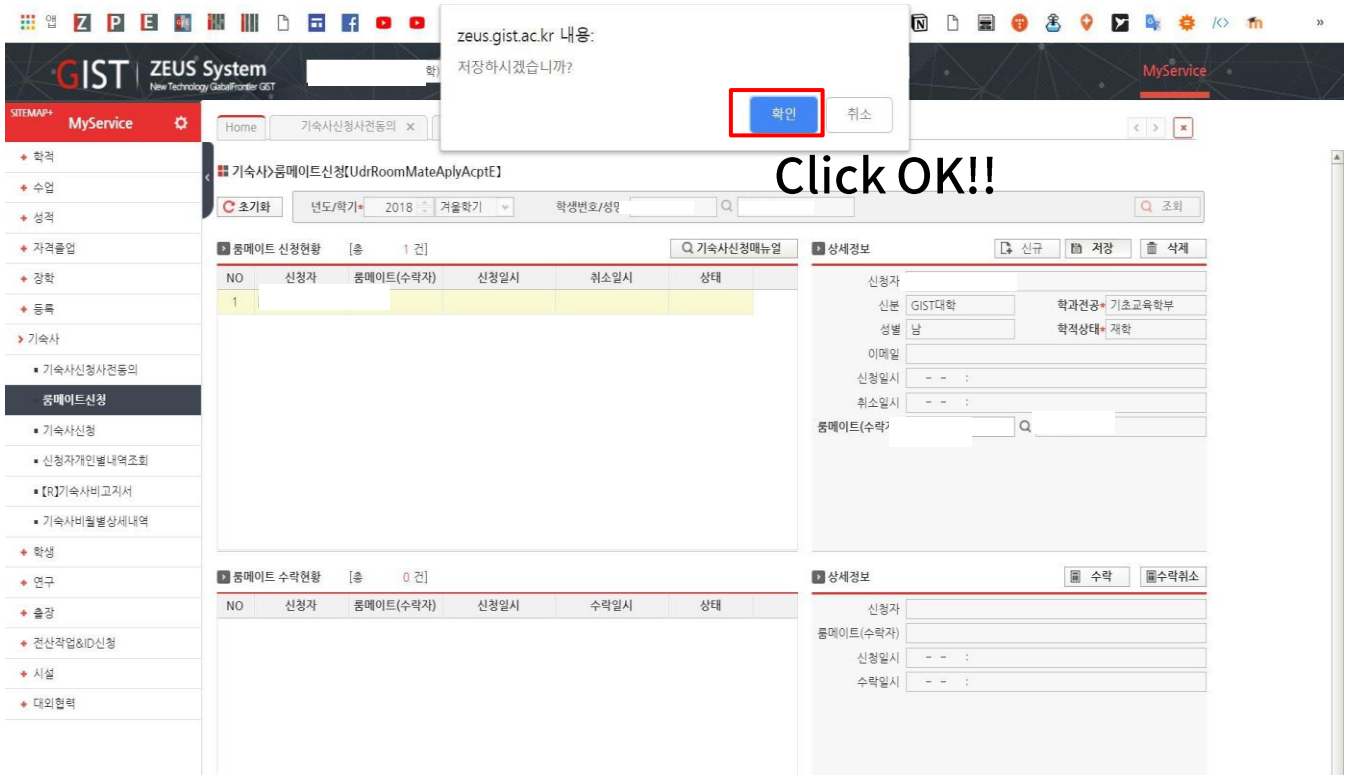 앱
zeus.gist.ac.kr 내용:
저장하시겠습니까?
확인
취소
Click OK!!
GIST
ZEUS System
New Technology GlobalFrontier GIST
학)
MyService
SITEMAP+
MyService
Home
기숙사신청사전동의
학적
수업
성적
자격졸업
장학
등록
기숙사
기숙사신청사전동의
룸메이트신청
기숙사신청
신청자개인별내역조회
【R】기숙사비고지서
기숙사비월별상세내역
학생
연구
출장
전산작업&ID신청
시설
대외협력
기숙사>룸메이트신청【UdrRoomMateAplyAcptE】
초기화
년도/학기* 2018 겨울학기
학생번호/성명
조회
룸메이트 신청현황 [총 1 건]
기숙사신청매뉴얼
NO 신청자 룸메이트(수락자) 신청일시 취소일시 상태
1
상세정보
신규
저장
삭제
신청자
신분 GIST대학 학과전공* 기초교육학부
성별 남 학적상태* 재학
이메일
신청일시 - - :
취소일시 - - :
룸메이트(수락자
룸메이트 수락현황 [총 0 건]
NO 신청자 룸메이트(수락자) 신청일시 수락일시 상태
상세정보
수락
수락취소
신청자
룸메이트(수락자)
신청일시 - - :
수락일시 - - :